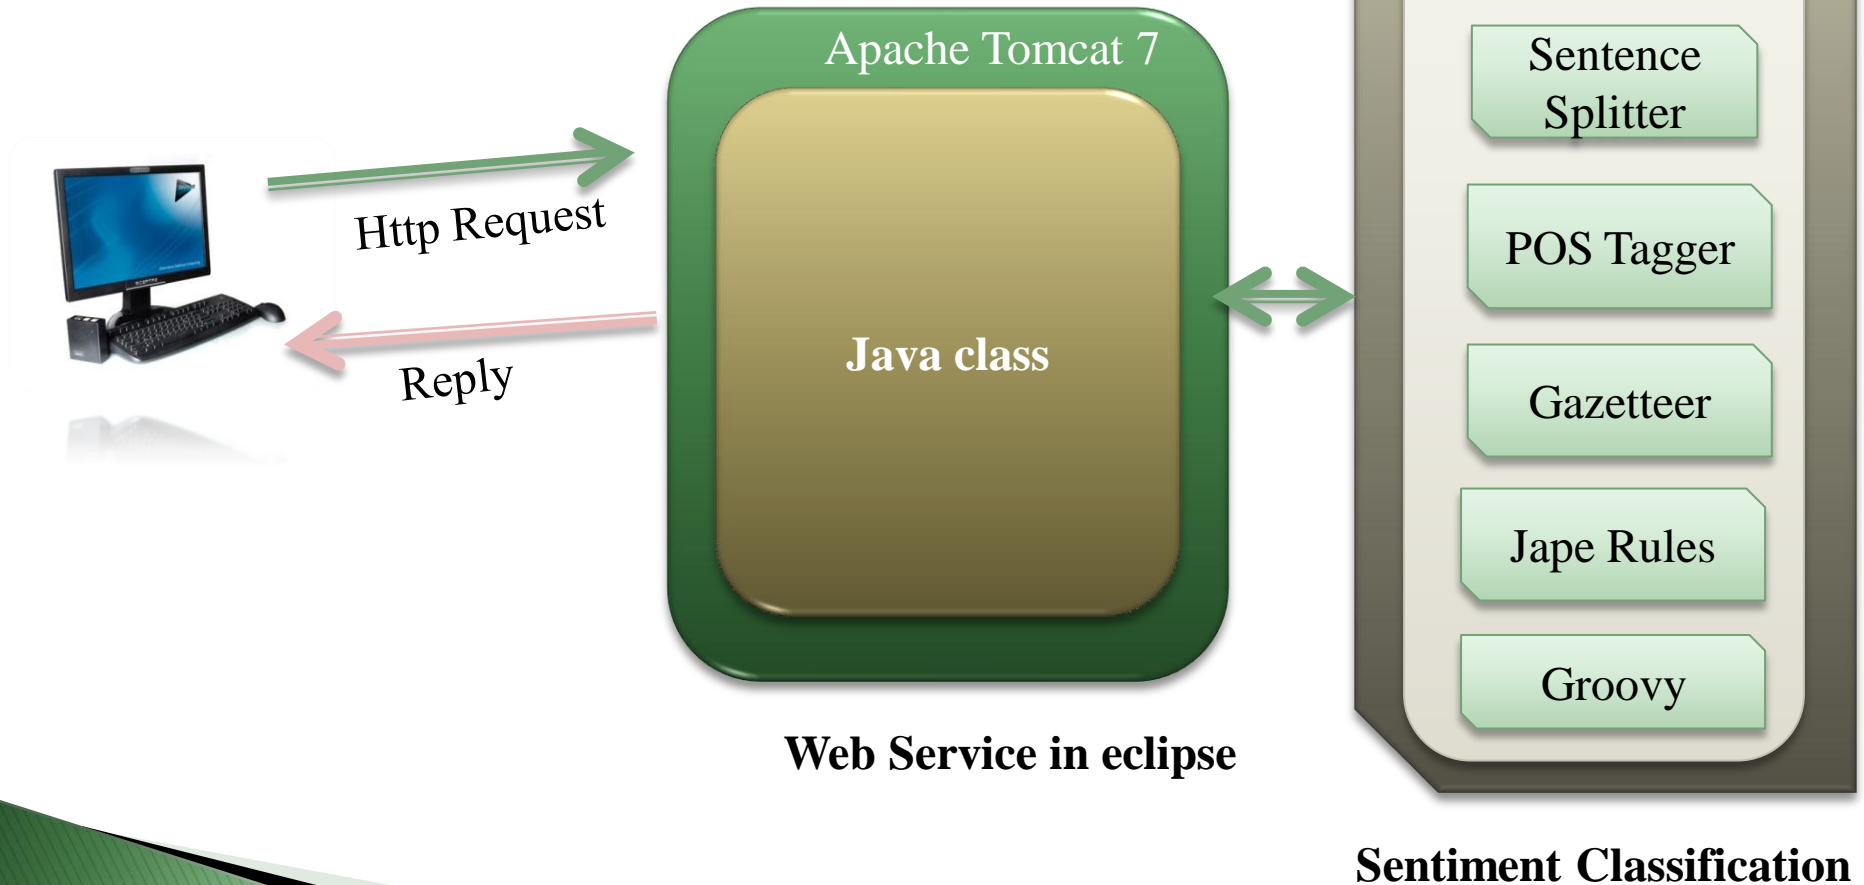 Apache Tomcat 7
Http Request
Reply
Java class
Web Service in eclipse
Sentence
Splitter
POS Tagger
Gazetteer
Jape Rules
Groovy
Sentiment Classification